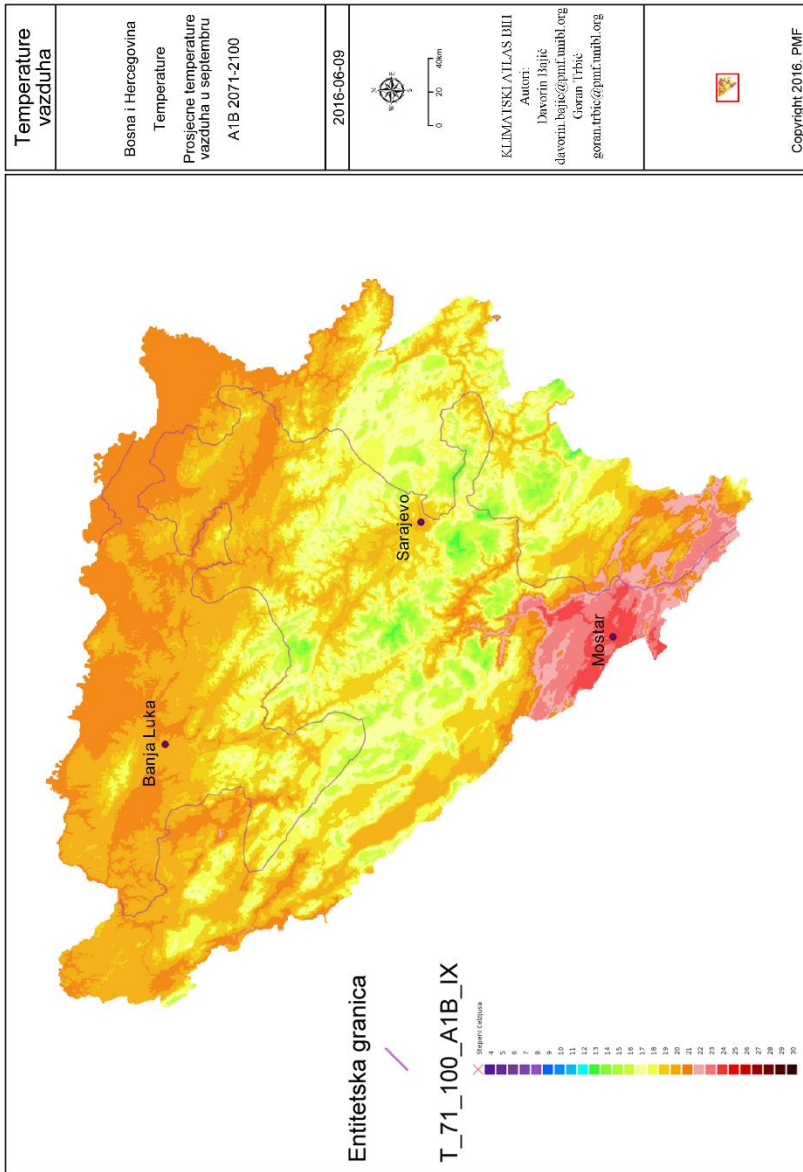 Temperature
vazduha
Bosna i Hercegovina
Temperature
Prosjecne temperature
vazduha u septembru
A1B 2071-2100
2016-06-09
N
W E
S
0 20 40km
KLIMATSKI ATLAS BIH
Autori:
Davorin Bajić
davorin.bajic@pmf.unibl.org
Goran Trbić
goran.trbic@pmf.unibl.org
Copyright 2016. PMF
Banja Luka
Sarajevo
Mostar
Entitetska granica
T_71_100_A1B_IX
Stepeni Celzijusa
4
5
6
7
8
9
10
11
12
13
14
15
16
17
18
19
20
21
22
23
24
25
26
27
28
29
30